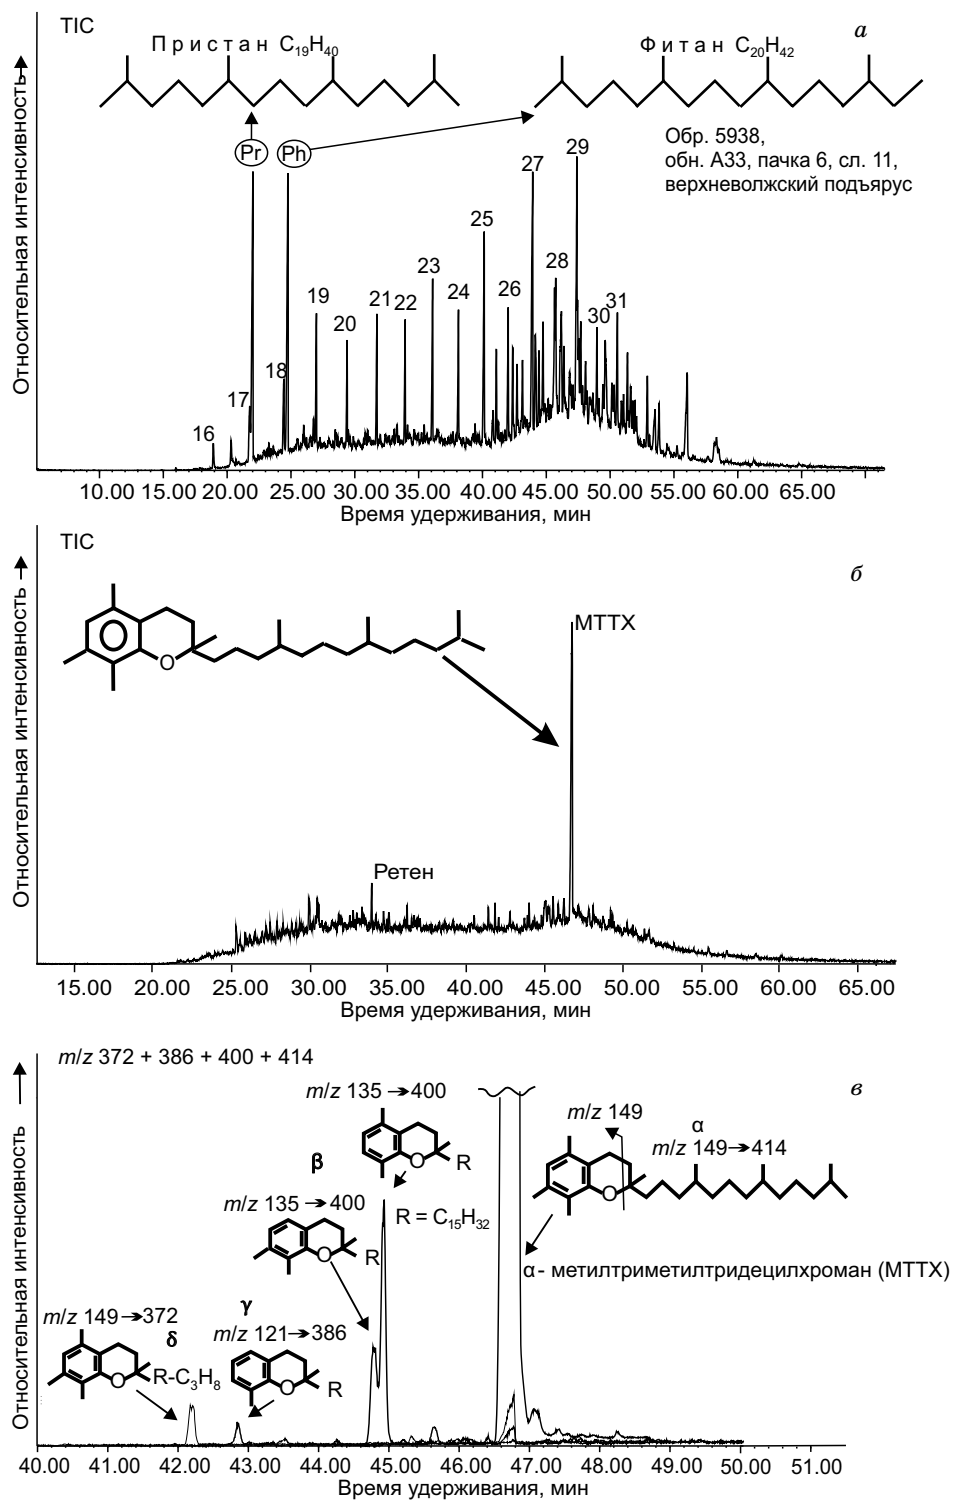 TIC
а
Пристан C19H40
Фитан C20H42
Обр. 5938,
обн. А33, пачка 6, сл. 11,
верхневолжский подъярус
Pr
Ph
16
17
18
19
20
21
22
23
24
25
26
27
28
29
30
31
Относительная интенсивность
10.00 15.00 20.00 25.00 30.00 35.00 40.00 45.00 50.00 55.00 60.00 65.00
Время удерживания, мин
TIC
б
O
МТТХ
Ретен
Относительная интенсивность
15.00 20.00 25.00 30.00 35.00 40.00 45.00 50.00 55.00 60.00 65.00
Время удерживания, мин
m/z 372 + 386 + 400 + 414
в
m/z 135 → 400
O
R
R = C15H32
β
m/z 135 → 400
O
R
m/z 149
α
m/z 149 → 414
O
α- метилтриметилтридецилхроман (МТТХ)
γ
m/z 121 → 386
O
R
m/z 149 → 372
δ
O
R-C3H8
Относительная интенсивность
40.00 41.00 42.00 43.00 44.00 45.00 46.00 47.00 48.00 49.00 50.00 51.00
Время удерживания, мин